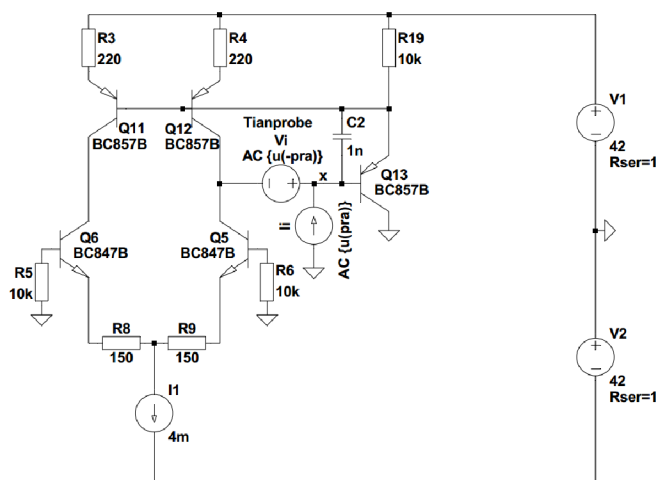 R3
220
R4
220
R19
10k
V1
42
Rser=1
Q11
BC857B
Q12
BC857B
Tianprobe
Vi
AC {u(-pra)}
C2
1n
x
Q13
BC857B
Ii
AC {u(pra)}
Q6
BC847B
Q5
BC847B
R5
10k
R6
10k
R8
150
R9
150
I1
4m
V2
42
Rser=1